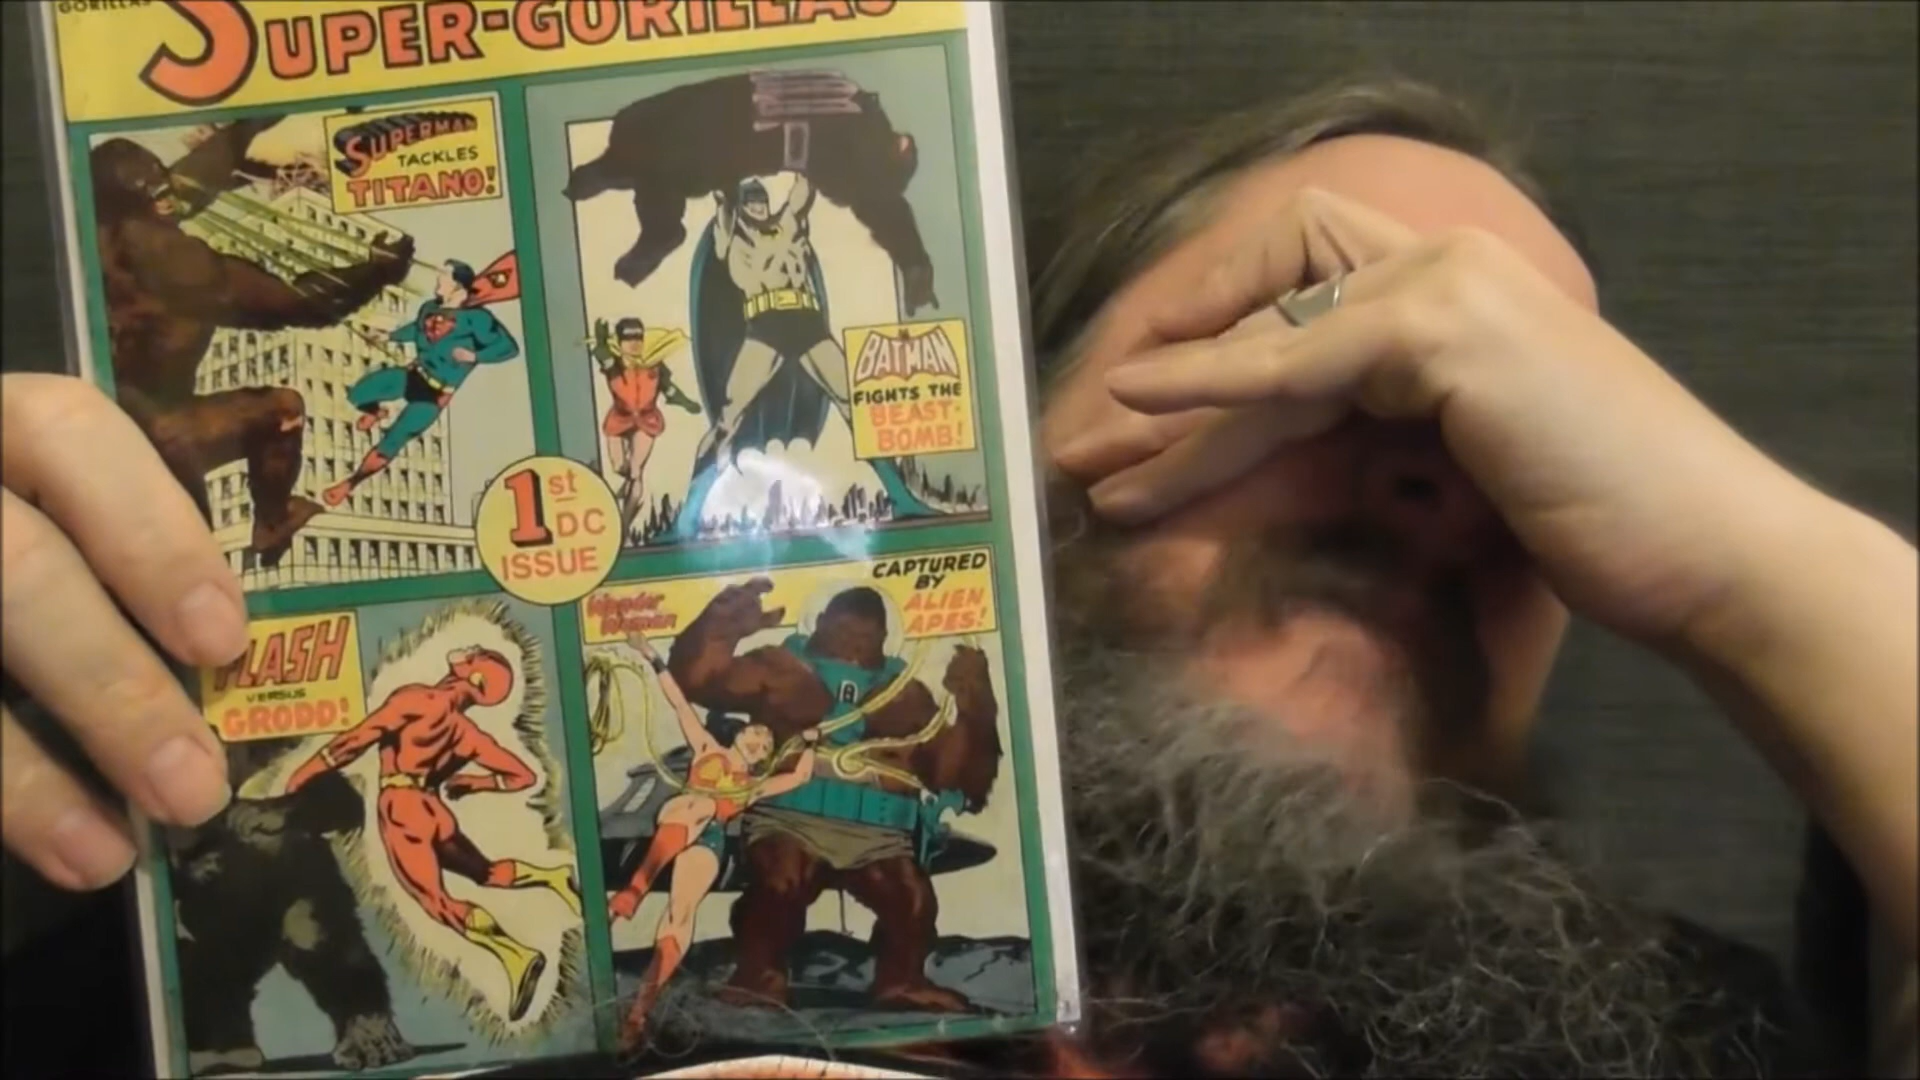 GORILLAS
SUPER-GORILLAS
SUPERMAN
TACKLES
TITANO!
BATMAN
FIGHTS THE
BEAST-
BOMB!
1st
DC
ISSUE
FLASH
VERSUS
GRODD!
Wonder
Woman
CAPTURED
BY
ALIEN
APES!